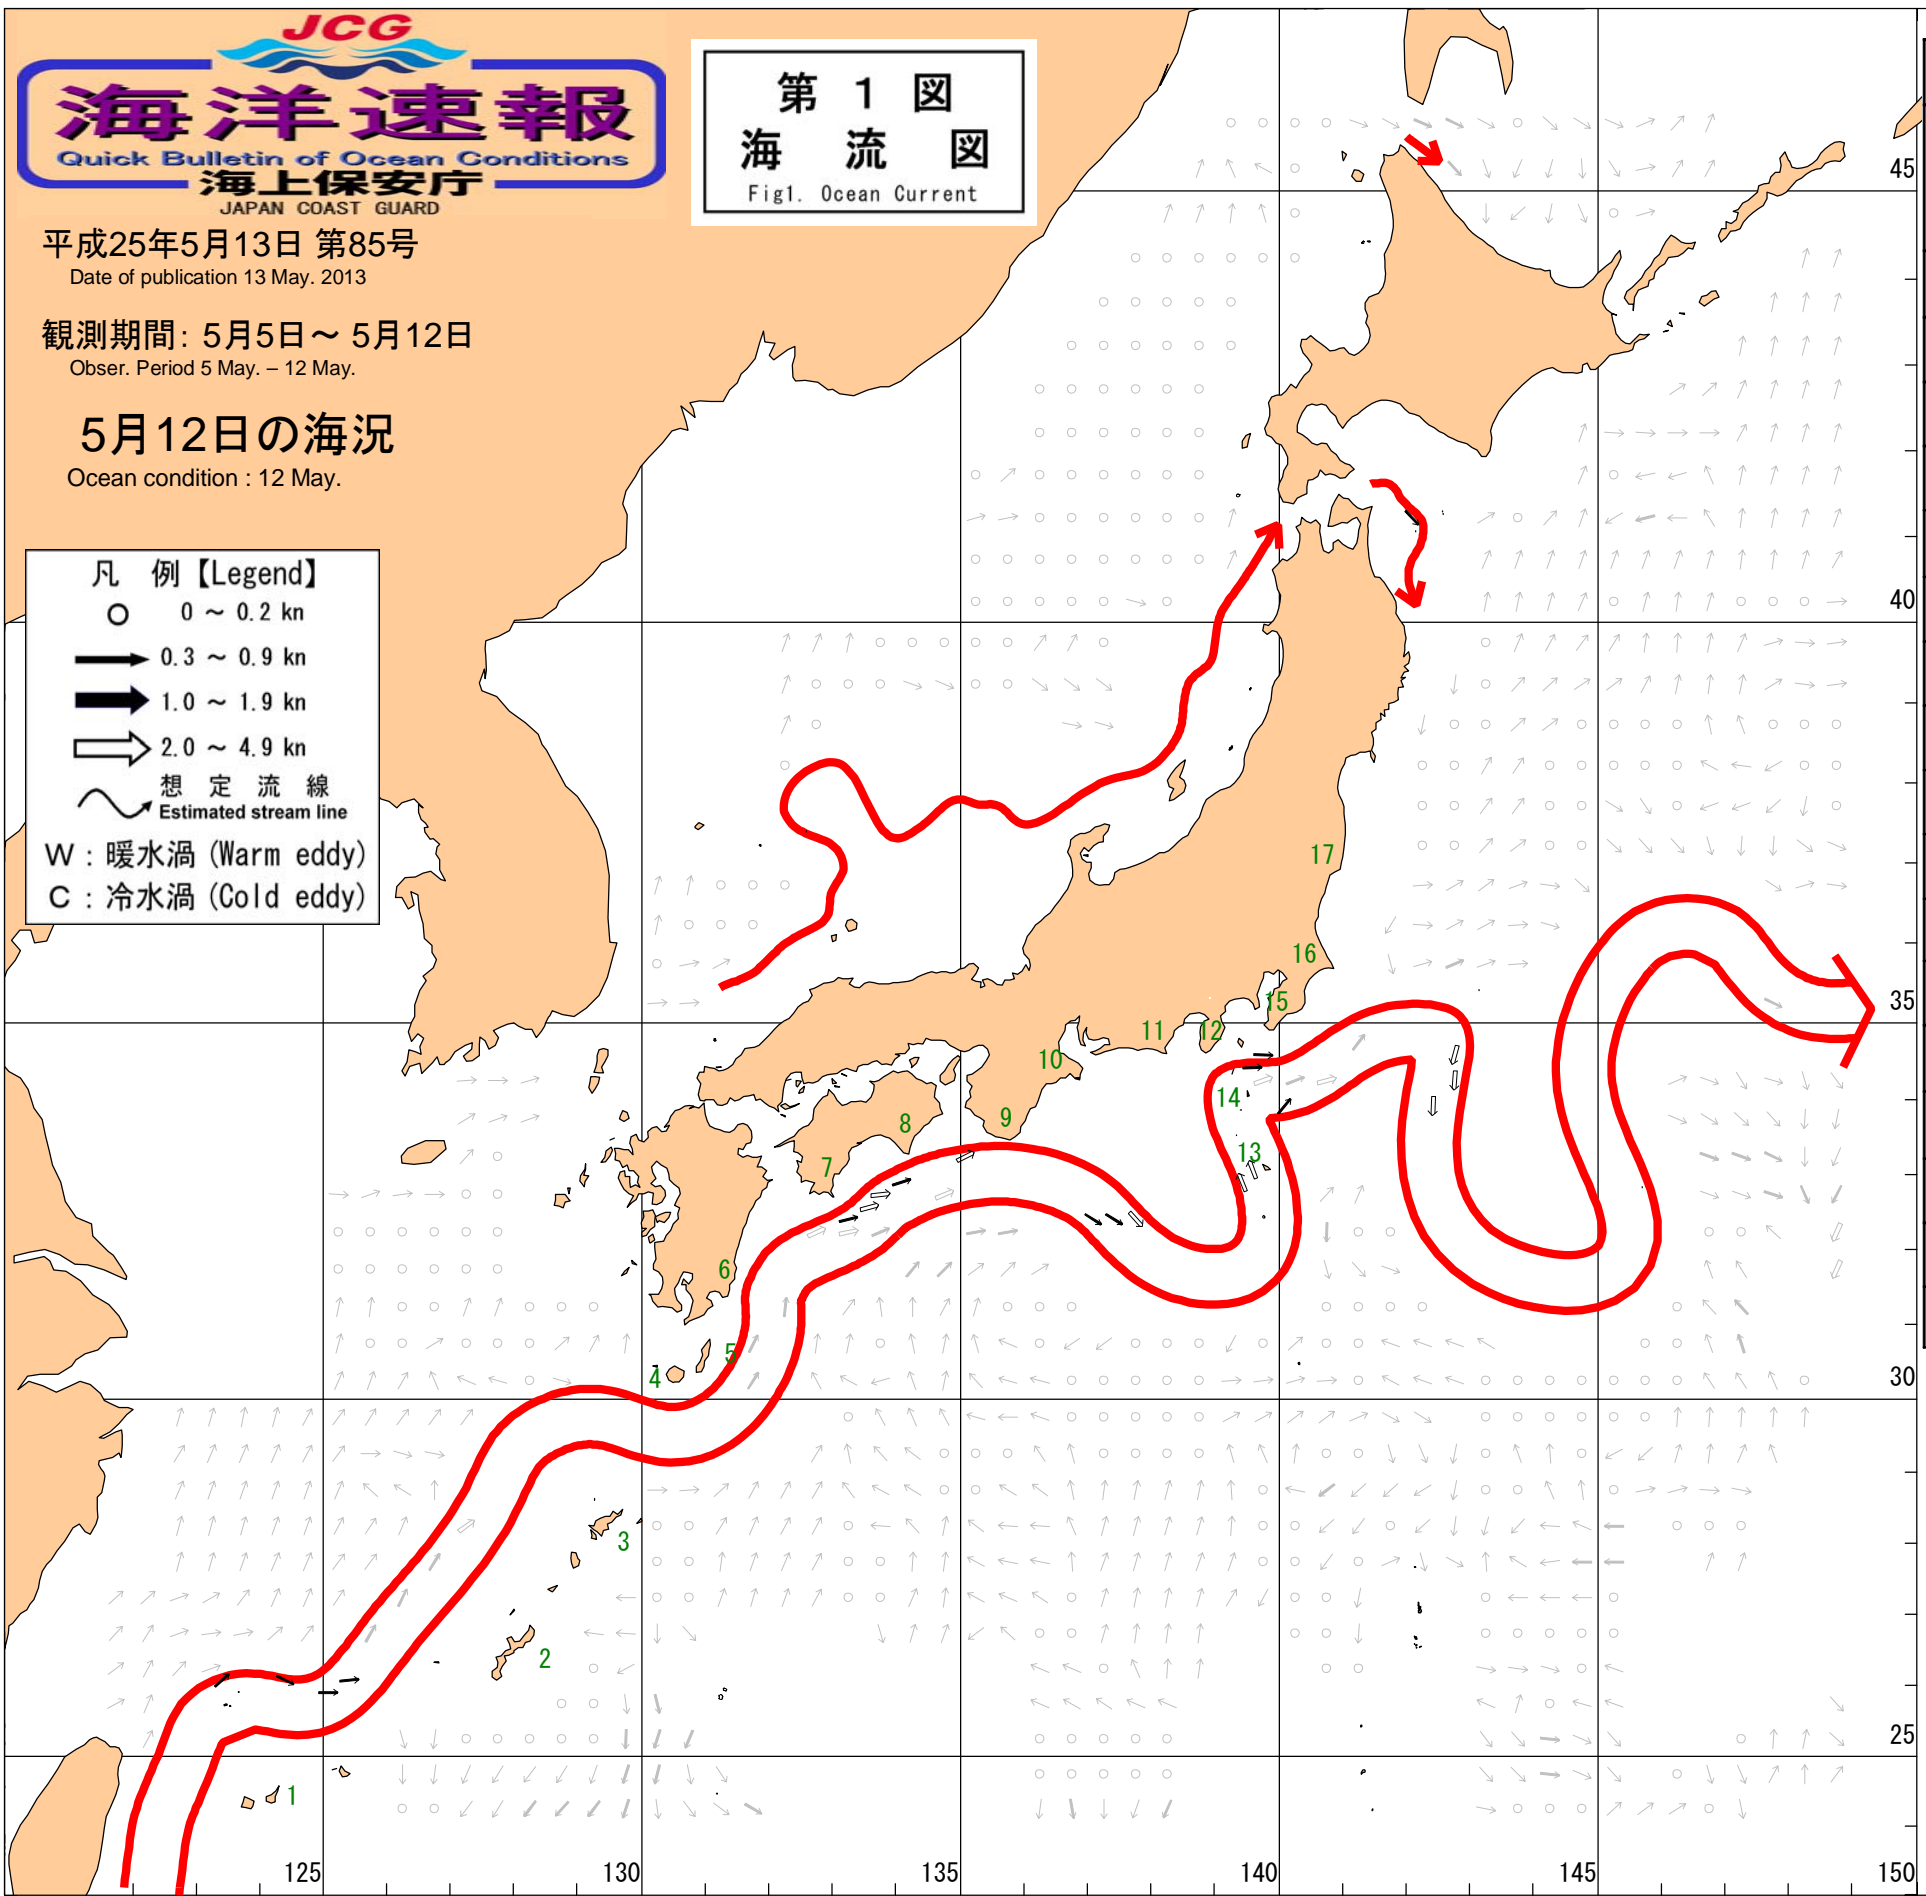 JCG
海洋速報
Quick Bulletin of Ocean Conditions
海上保安庁
JAPAN COAST GUARD
第 1 図
海 流 図
Fig1. Ocean Current
平成25年5月13日 第85号
Date of publication 13 May. 2013
観測期間: 5月5日～ 5月12日
Obser. Period 5 May. – 12 May.
5月12日の海況
Ocean condition : 12 May.
凡 例【Legend】
0 ～ 0.2 kn
0.3 ～ 0.9 kn
1.0 ～ 1.9 kn
2.0 ～ 4.9 kn
想 定 流 線
Estimated stream line
W : 暖水渦 (Warm eddy)
C : 冷水渦 (Cold eddy)
45
40
17
16
35
15
11
12
10
14
9
8
13
7
6
5
4
30
3
2
25
1
125
130
135
140
145
150